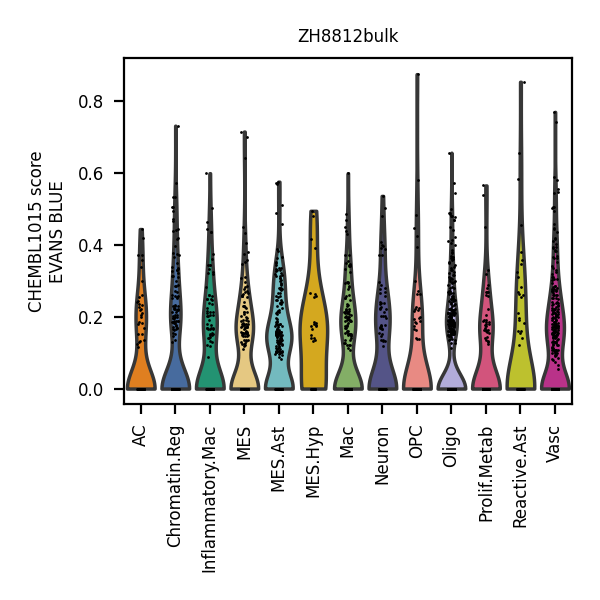 ZH8812bulk
CHEMBL1015 score
EVANS BLUE
0.8
0.6
0.4
0.2
0.0
AC
Chromatin.Reg
Inflammatory.Mac
MES
MES.Ast
MES.Hyp
Mac
Neuron
OPC
Oligo
Prolif.Metab
Reactive.Ast
Vasc